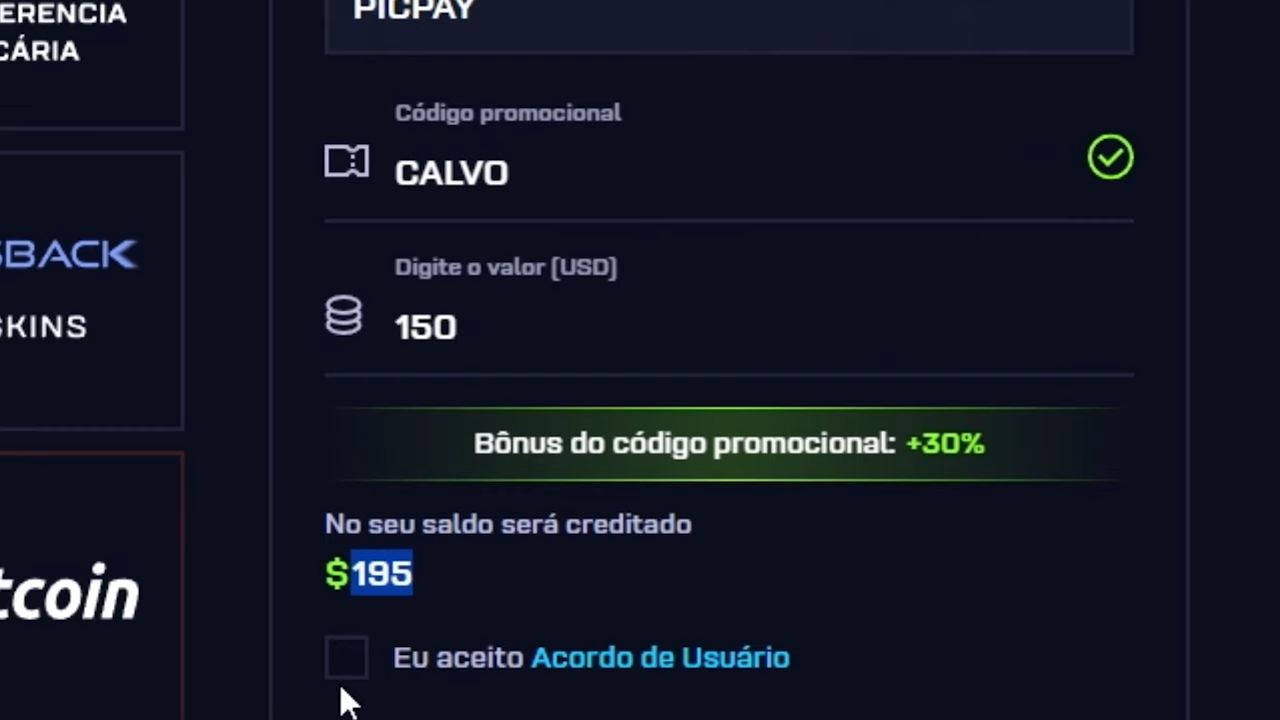 ERENCIA
CÁRIA
SBACK
SKINS
tcoin
PICPAY
Código promocional
CALVO
Digite o valor (USD)
150
Bônus do código promocional: +30%
No seu saldo será creditado
$195
Eu aceito Acordo de Usuário